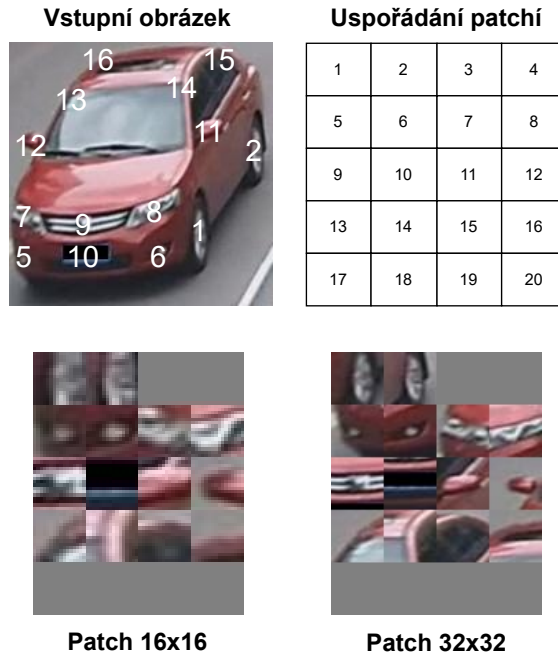 Vstupní obrázek
Uspořádání patchí
16
15
13
14
11
12
2
7
8
9
1
5
10
6
1 2 3 4
5 6 7 8
9 10 11 12
13 14 15 16
17 18 19 20
Patch 16x16
Patch 32x32